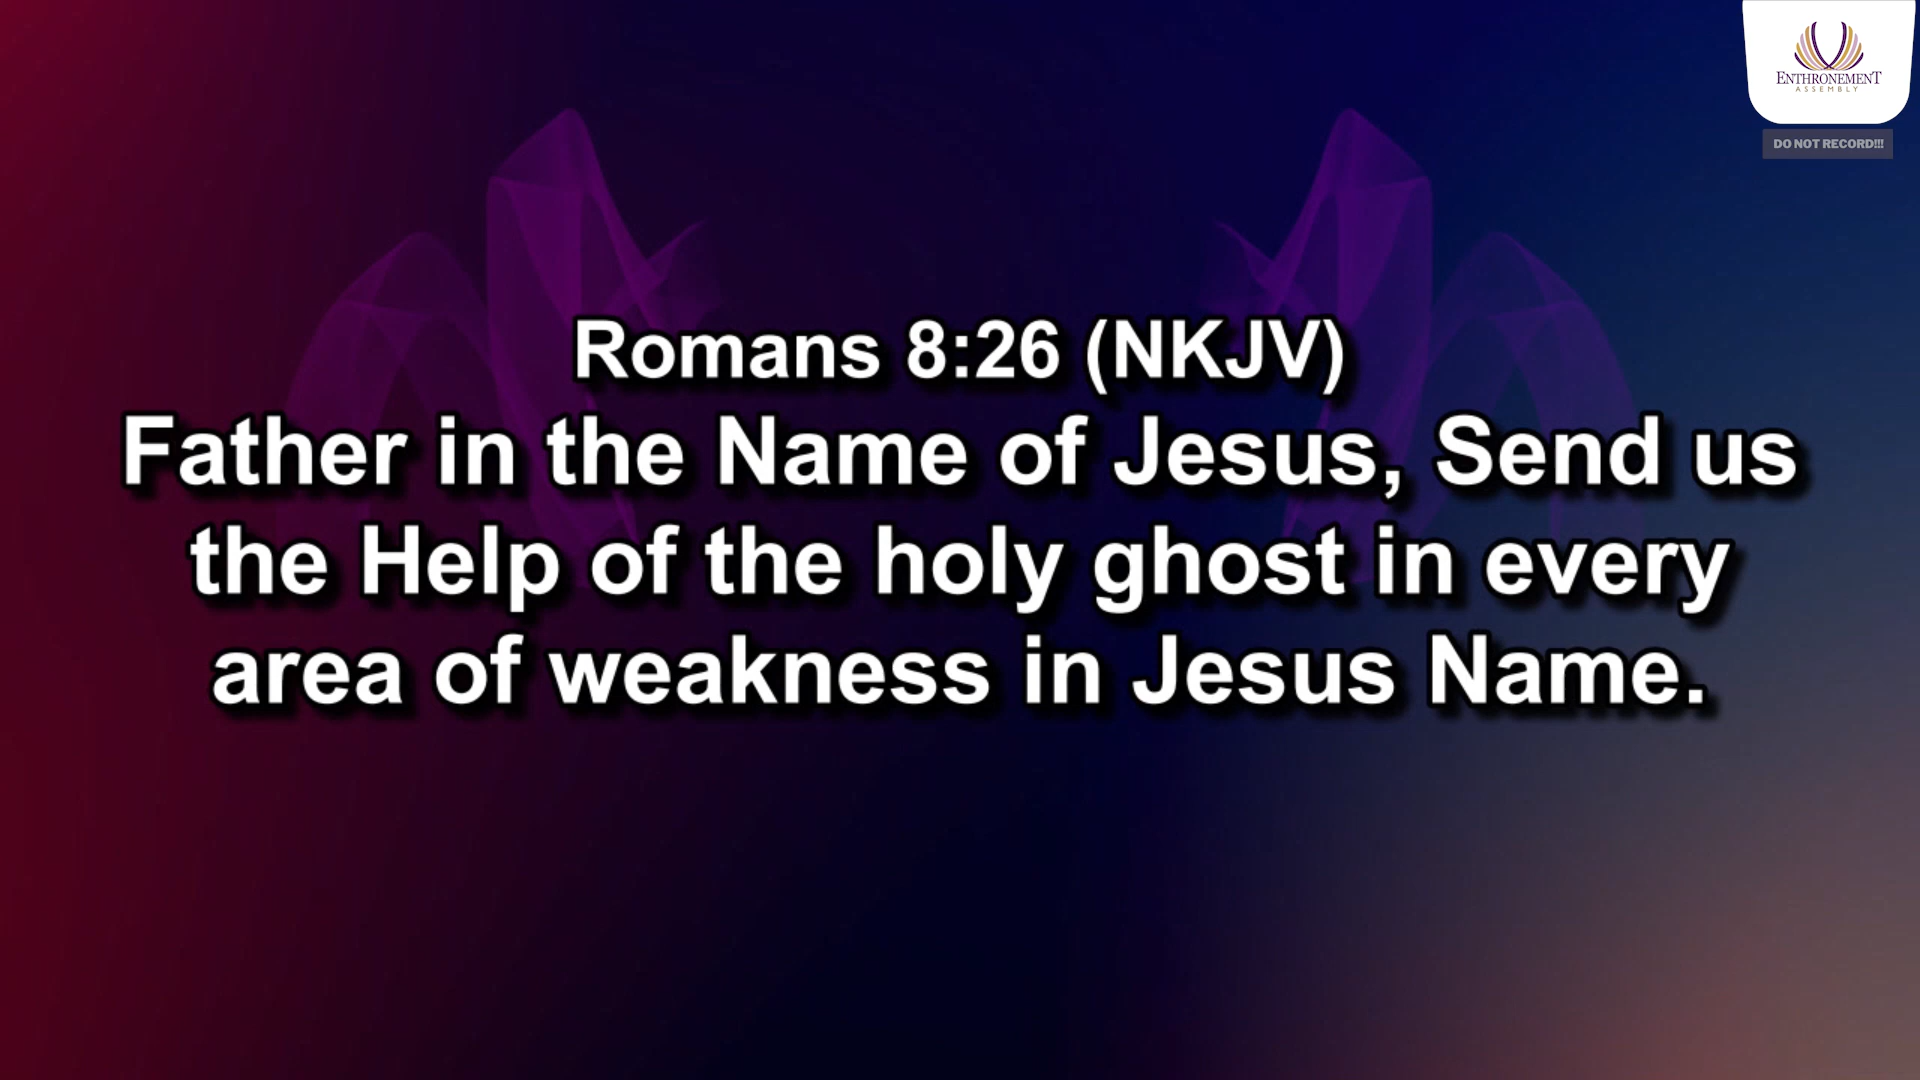 ENTHRONEMENT
ASSEMBLY
DO NOT RECORD!!!
Romans 8:26 (NKJV)
Father in the Name of Jesus, Send us
the Help of the holy ghost in every
area of weakness in Jesus Name.